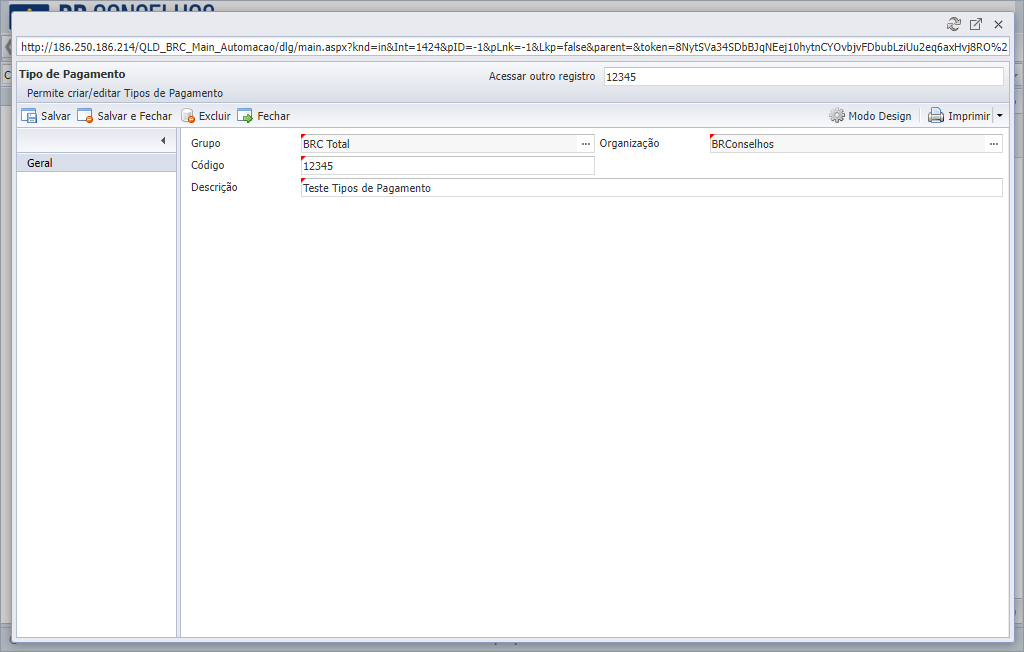 BR CONSELHOS
http://186.250.186.214/QLD_BRC_Main_Automacao/dlg/main.aspx?knd=in&Int=1424&pID=-1&pLnk=-1&Lkp=false&parent=&token=8NytSVa34SDbBJqNEej10hytnCYOvbjvFDbubLziUu2eq6axHvj8RO%2
Tipo de Pagamento
Acessar outro registro 12345
Permite criar/editar Tipos de Pagamento
Salvar Salvar e Fechar Excluir Fechar Modo Design Imprimir
Grupo BRC Total ... Organização BRConselhos ...
Geral
Código 12345
Descrição Teste Tipos de Pagamento